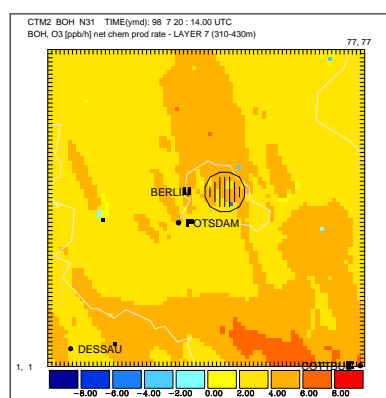 CTM2 BOH N31 TIME(ymd): 98 7 20 : 14.00 UTC
BOH, O3 [ppb/h] net chem prod rate - LAYER 7 (310-430m)
77, 77
BERLIN
POTSDAM
DESSAU
1, 1
−8.00 −6.00 −4.00 −2.00 0.00 2.00 4.00 6.00 8.00